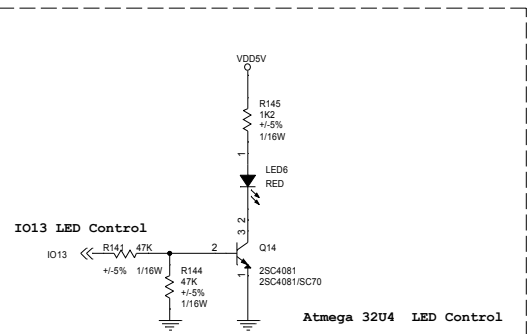 VDD5V
R145
1K2
+/-5%
1/16W
1
LED6
RED
2
3
IO13 LED Control
IO13 R141 47K 2 Q14
+/-5% 1/16W R144 1 2SC4081
47K 2SC4081/SC70
+/-5%
1/16W
Atmega 32U4 LED Control